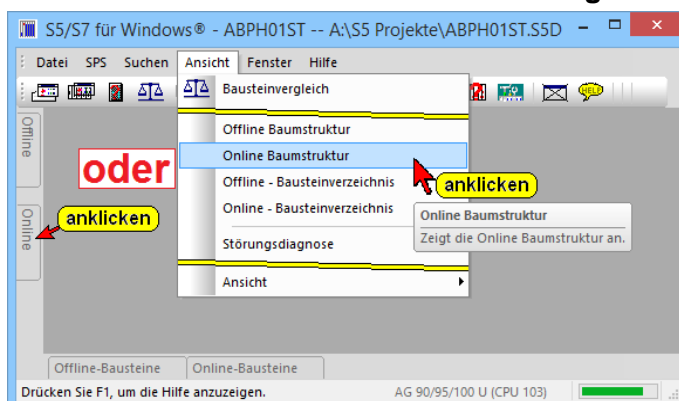 S5/S7 für Windows® - ABPH01ST -- A:\S5 Projekte\ABPH01ST.S5D
Datei SPS Suchen Ansicht Fenster Hilfe
Bausteinvergleich
HELP
Offline
Offline Baumstruktur
Online Baumstruktur
oder
Offline - Bausteinverzeichnis
anklicken
Online
anklicken
Online - Bausteinverzeichnis
Online Baumstruktur
Zeigt die Online Baumstruktur an.
Störungsdiagnose
Ansicht
Offline-Bausteine Online-Bausteine
Drücken Sie F1, um die Hilfe anzuzeigen. AG 90/95/100 U (CPU 103)